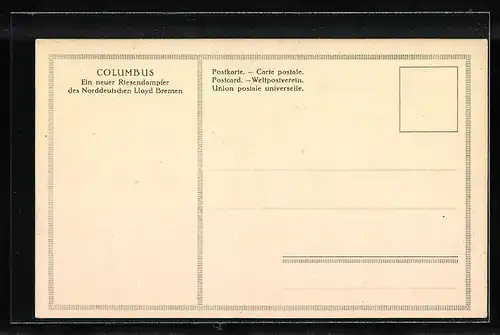 COLUMBUS
Ein neuer Riesendampfer
des Norddeutschen Lloyd Bremen
Postkarte. – Carte postale.
Postcard. – Weltpostverein.
Union postale universelle.